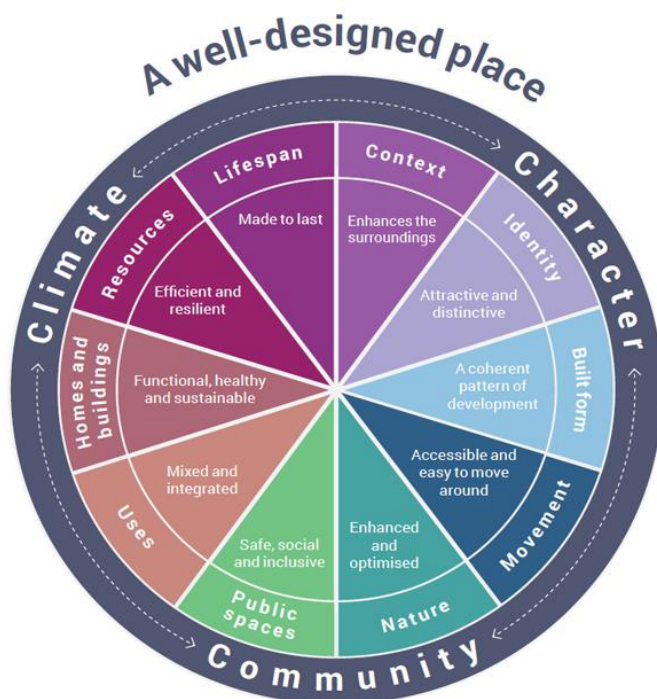 A well-designed place
Climate
Character
Community
Context
Enhances the
surroundings
Identity
Attractive and
distinctive
Built form
A coherent
pattern of
development
Movement
Accessible and
easy to move
around
Nature
Enhanced
and
optimised
Public
spaces
Safe, social
and inclusive
Uses
Mixed and
integrated
Homes and
buildings
Functional, healthy
and sustainable
Resources
Efficient and
resilient
Lifespan
Made to last